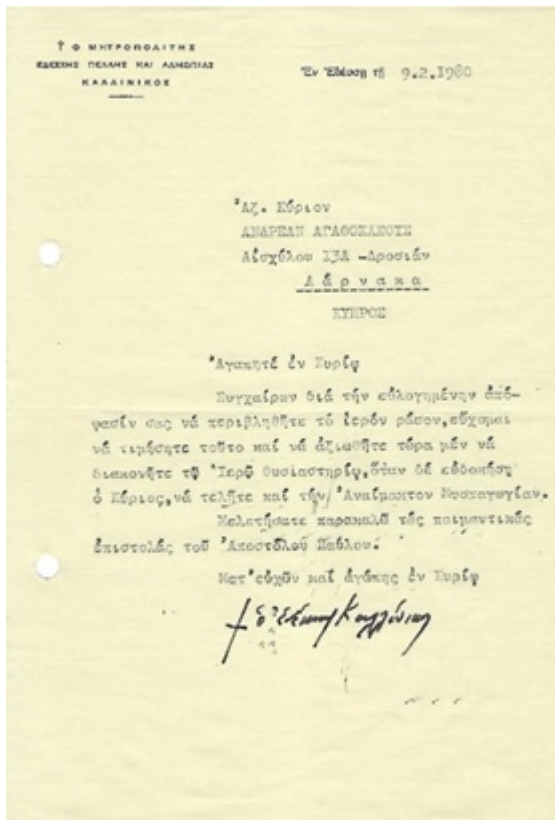 † Ο ΜΗΤΡΟΠΟΛΙΤΗΣ
ΕΔΕΣΣΗΣ ΠΕΛΛΗΣ ΚΑΙ ΑΛΜΩΠΙΑΣ
ΚΑΛΛΙΝΙΚΟΣ
Ἐν Ἐδέσσῃ τῇ 9.2.1980
Ἀξ. Κύριον
ΑΝΔΡΕΑΝ ΑΓΑΘΟΚΛΕΟΥΣ
Αἰσχύλου 13Α -Δροσιάν
Λάρνακα
ΚΥΠΡΟΣ
Ἀγαπητέ ἐν Κυρίῳ
Συγχαίρων διά τήν εὐλογημένην ἀπό-
φασίν σας νά περιβληθῆτε τό ἱερόν ράσον,εὔχομαι
νά τιμήσητε τοῦτο καί νά ἀξιωθῆτε τώρα μέν νά
διακονῆτε τῷ Ἱερῷ Θυσιαστηρίῳ,ὅταν δέ εὐδοκήσῃ
ὁ Κύριος,νά τελῆτε καί τήν Ἀναίμακτον Μυσταγωγίαν.
Μελετήσατε παρακαλῶ τάς ποιμαντικάς
ἐπιστολάς τοῦ Ἀποστόλου Παύλου.
Μετ'εὐχῶν καί ἀγάπης ἐν Κυρίῳ